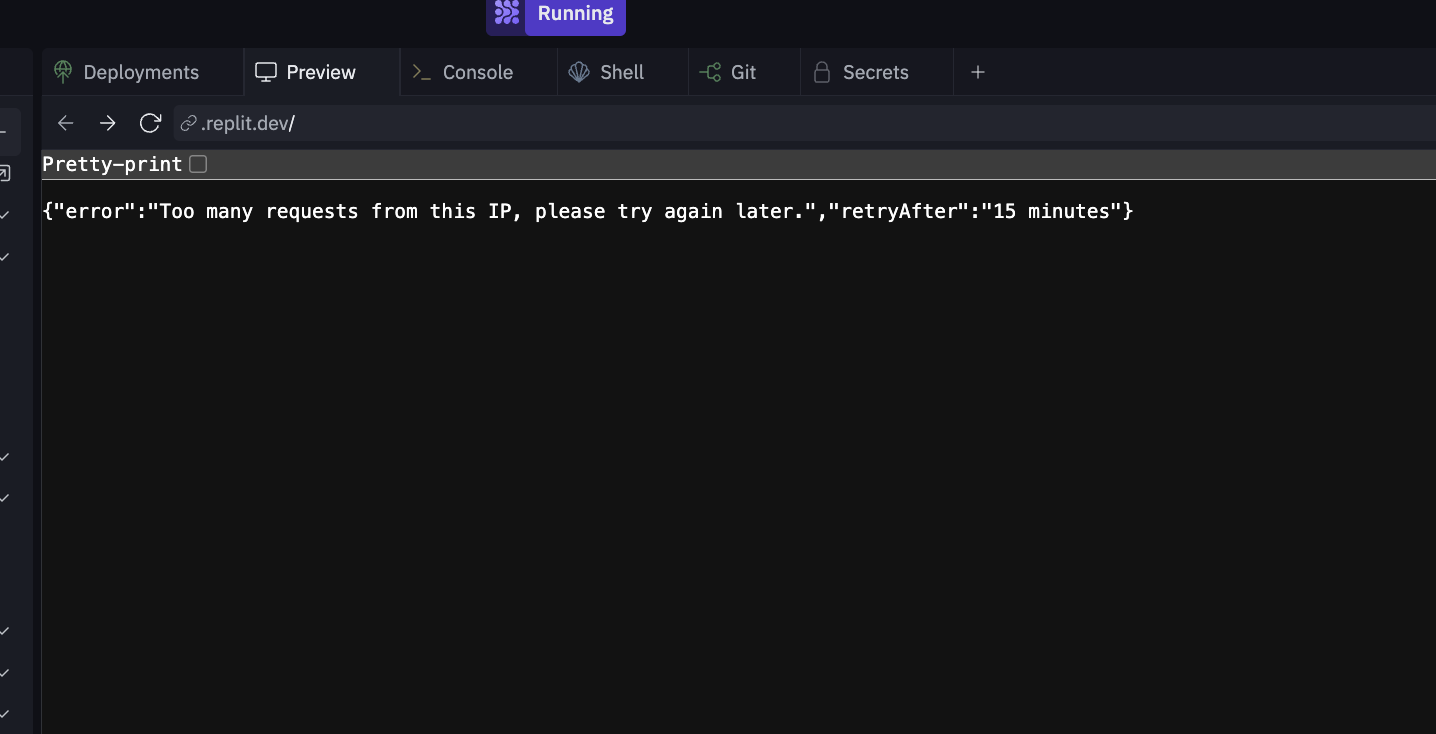 Running
Deployments Preview Console Shell Git Secrets
.replit.dev/
Pretty-print
{"error":"Too many requests from this IP, please try again later.","retryAfter":"15 minutes"}